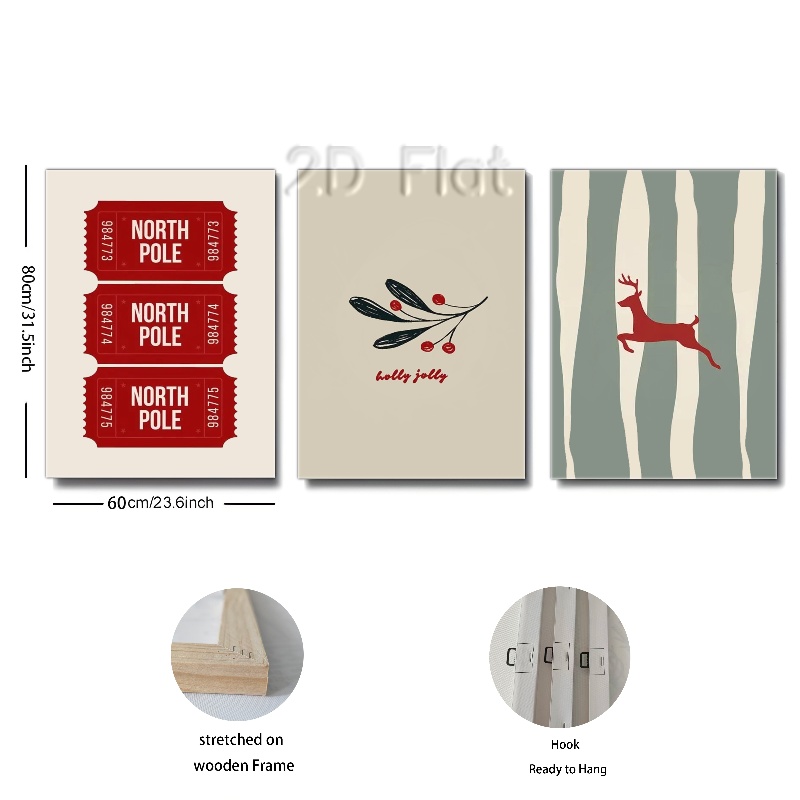 2D Flat
984773
NORTH
POLE
984773
984774
NORTH
POLE
984774
984775
NORTH
POLE
984775
holly jolly
80cm/31.5inch
60cm/23.6inch
stretched on
wooden Frame
Hook
Ready to Hang